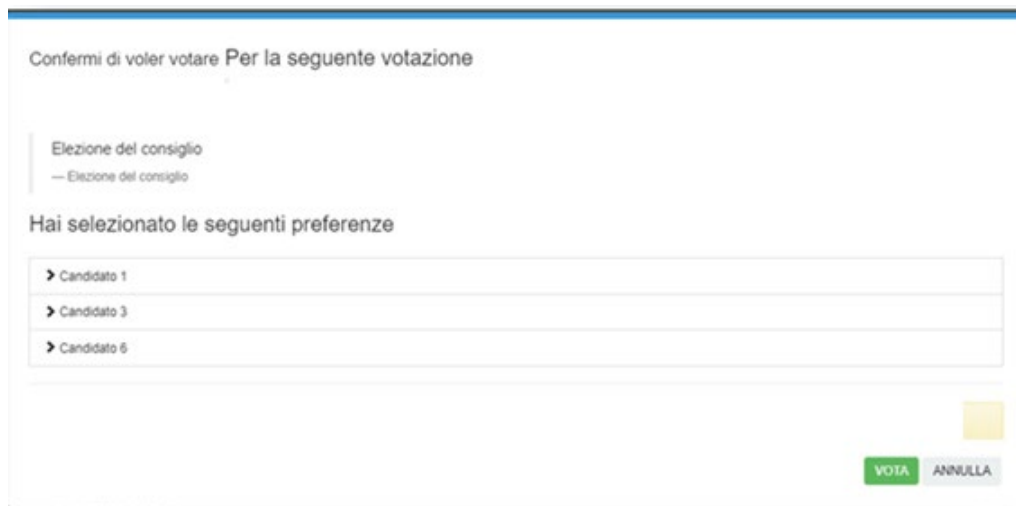 Confermi di voler votare Per la seguente votazione
Elezione del consiglio
— Elezione del consiglio
Hai selezionato le seguenti preferenze
Candidato 1
Candidato 3
Candidato 6
VOTA ANNULLA